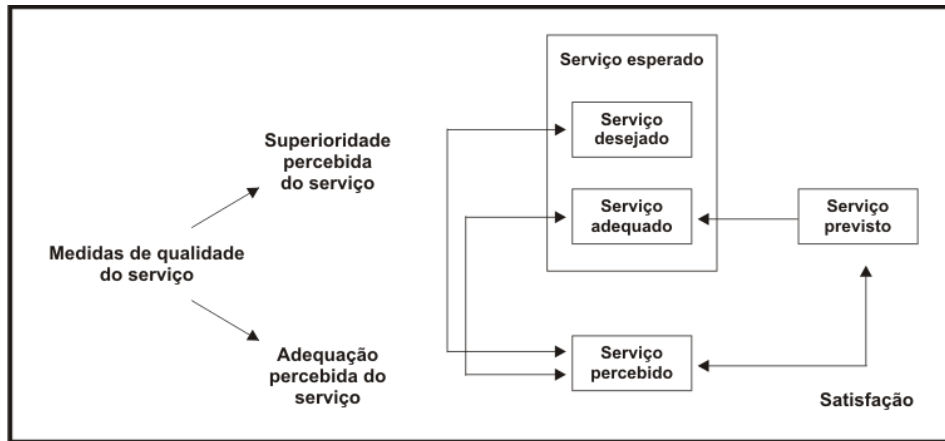 Serviço esperado
Serviço
desejado
Superioridade
percebida
do serviço
Serviço
adequado
Serviço
previsto
Medidas de qualidade
do serviço
Adequação
percebida do
serviço
Serviço
percebido
Satisfação